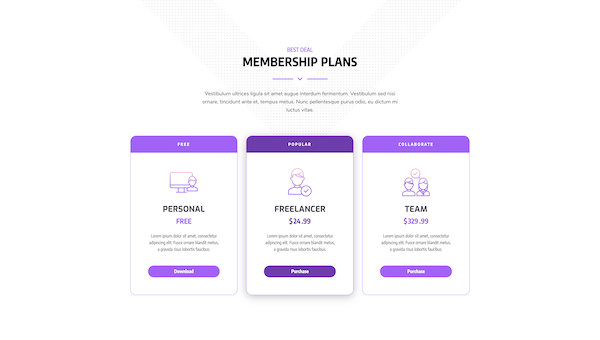 BEST DEAL
MEMBERSHIP PLANS
Vestibulum ultrices ligula sit amet augue interdum fermentum. Vestibulum sed nisi
ornare, tincidunt ante et, tempus metus. Nunc pellentesque purus odio, eu dictum mi
luctus vitae.
FREE
PERSONAL
FREE
Lorem ipsum dolor sit amet, consectetur
adipiscing elit. Fusce ornare blandit metus,
a gravida risus lobortis faucibus.
Download
POPULAR
FREELANCER
$24.99
Lorem ipsum dolor sit amet, consectetur
adipiscing elit. Fusce ornare blandit metus,
a gravida risus lobortis faucibus.
Purchase
COLLABORATE
TEAM
$329.99
Lorem ipsum dolor sit amet, consectetur
adipiscing elit. Fusce ornare blandit metus,
a gravida risus lobortis faucibus.
Purchase